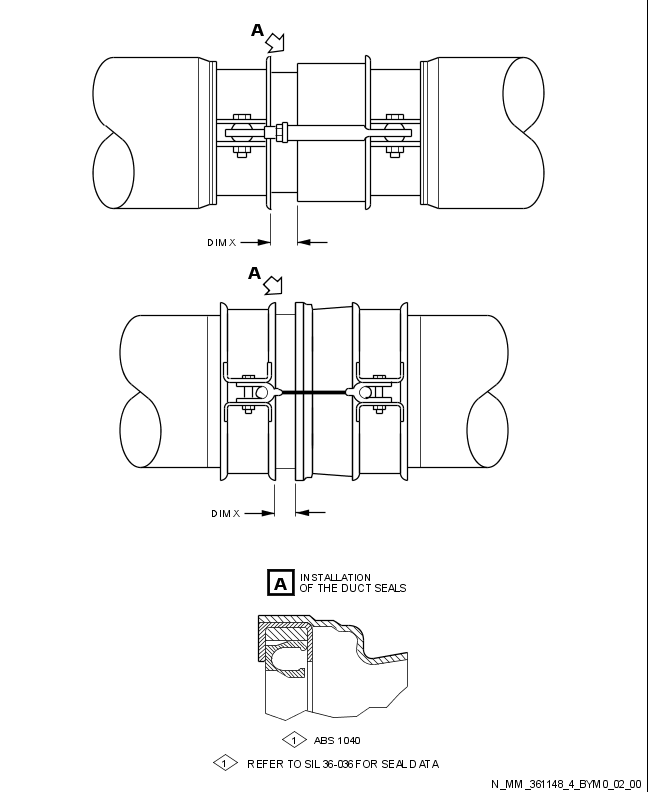 A
DIM X
A
DIM X
A INSTALLATION
OF THE DUCT SEALS
1 ABS 1040
1 REFER TO SIL 36-036 FOR SEAL DATA
N_MM_361148_4_BYM0_02_00